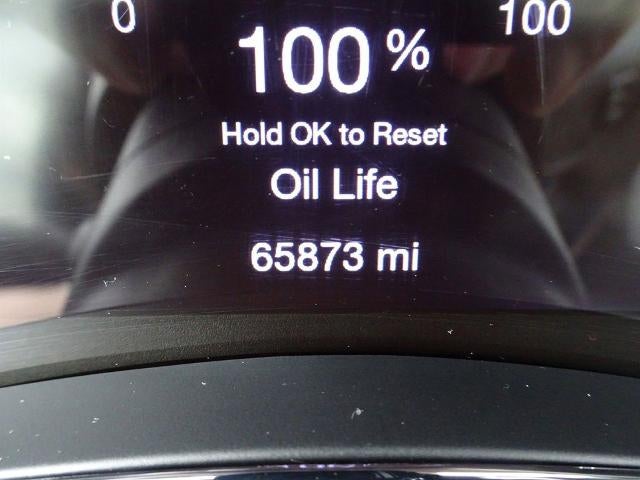 0 100
100 %
Hold OK to Reset
Oil Life
65873 mi